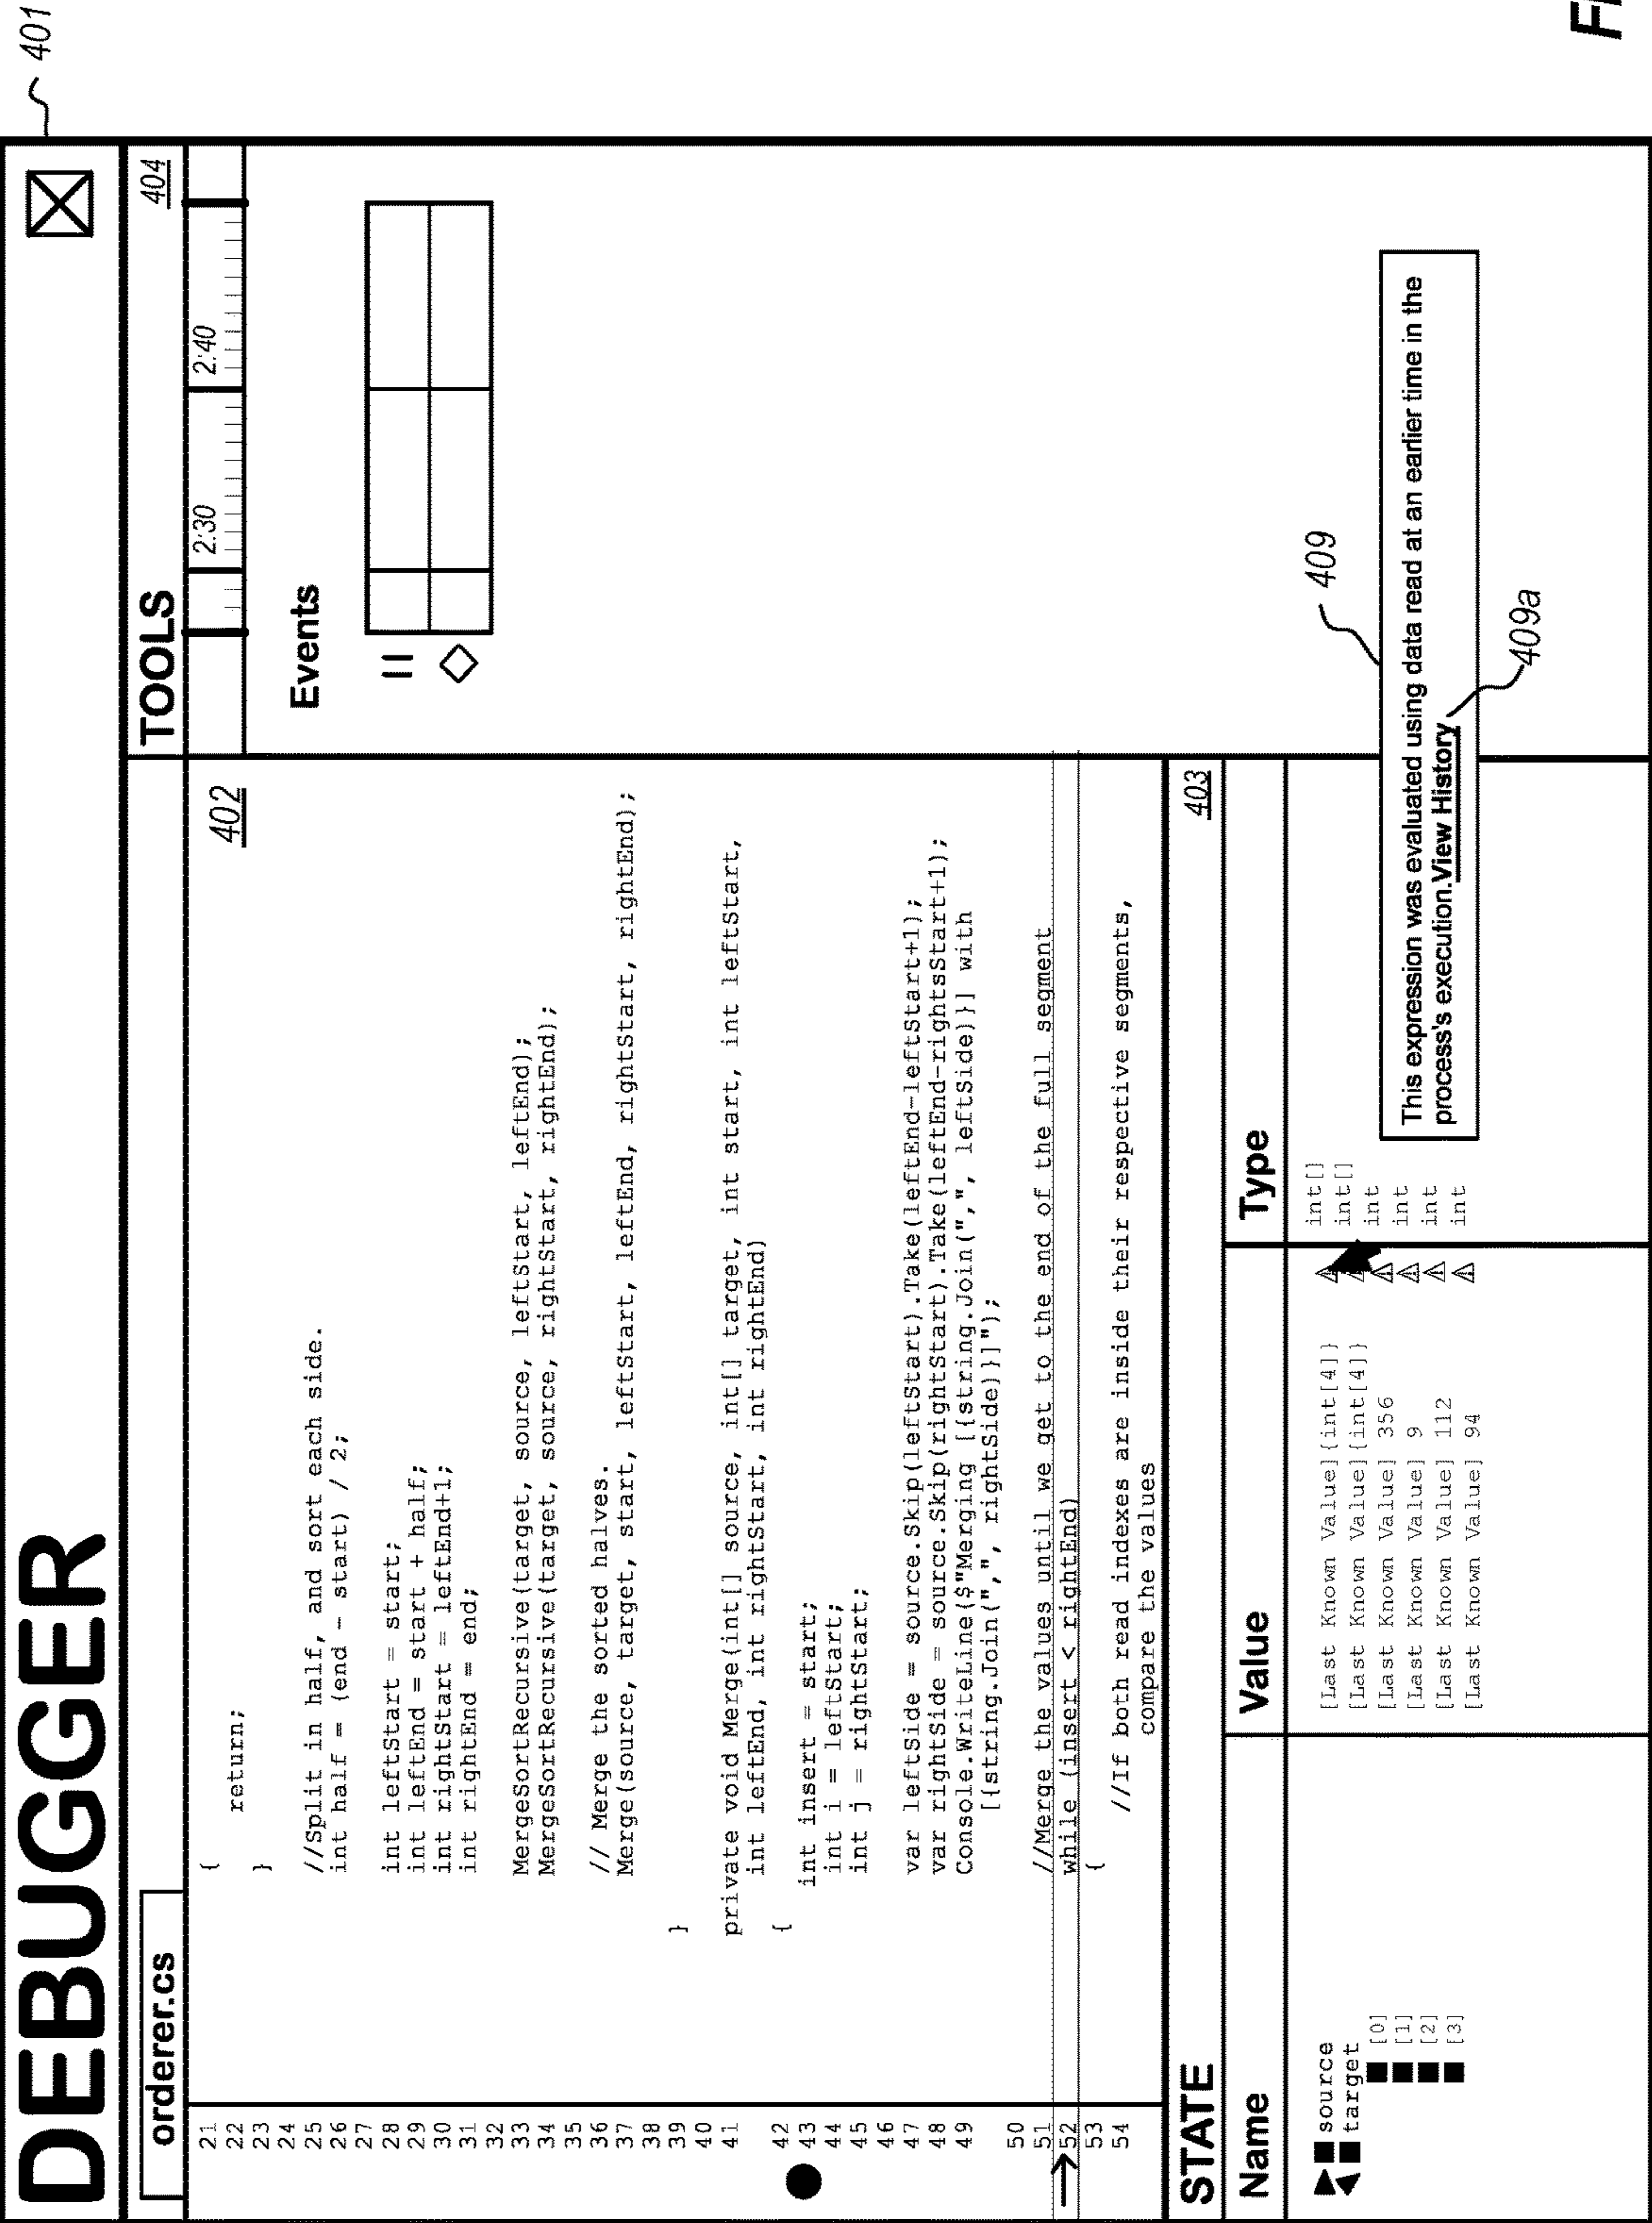 DEBUGGER
401
orderer.cs
402
21 {
22 return;
23 }
24
25 //Split in half, and sort each side.
26 int half = (end - start) / 2;
27
28 int leftStart = start;
29 int leftEnd = start + half;
30 int rightStart = leftEnd+1;
31 int rightEnd = end;
32
33 MergeSortRecursive(target, source, leftStart, leftEnd);
34 MergeSortRecursive(target, source, rightStart, rightEnd);
35
36 // Merge the sorted halves.
37 Merge(source, target, start, leftStart, leftEnd, rightStart, rightEnd);
38
39 }
40
41 private void Merge(int[] source, int[] target, int start, int leftStart,
int leftEnd, int rightStart, int rightEnd)
42 {
43 int insert = start;
44 int i = leftStart;
45 int j = rightStart;
46
47 var leftSide = source.Skip(leftStart).Take(leftEnd-leftStart+1);
48 var rightSide = source.Skip(rightStart).Take(leftEnd-rightsStart+1);
49 Console.WriteLine($"Merging [{string.Join(",", leftSide)}] with
[{string.Join(",", rightSide)}]");
50
51 //Merge the values until we get to the end of the full segment
52 while (insert < rightEnd)
53 {
54 //If both read indexes are inside their respective segments,
compare the values
TOOLS 404
2:30 2:40
Events
STATE 403
Name Value Type
source [Last Known Value]{int[4]} int[]
target [Last Known Value]{int[4]} int[]
[0] [Last Known Value] 356 int
[1] [Last Known Value] 9 int
[2] [Last Known Value] 112 int
[3] [Last Known Value] 94 int
409
This expression was evaluated using data read at an earlier time in the
process's execution.View History
409a